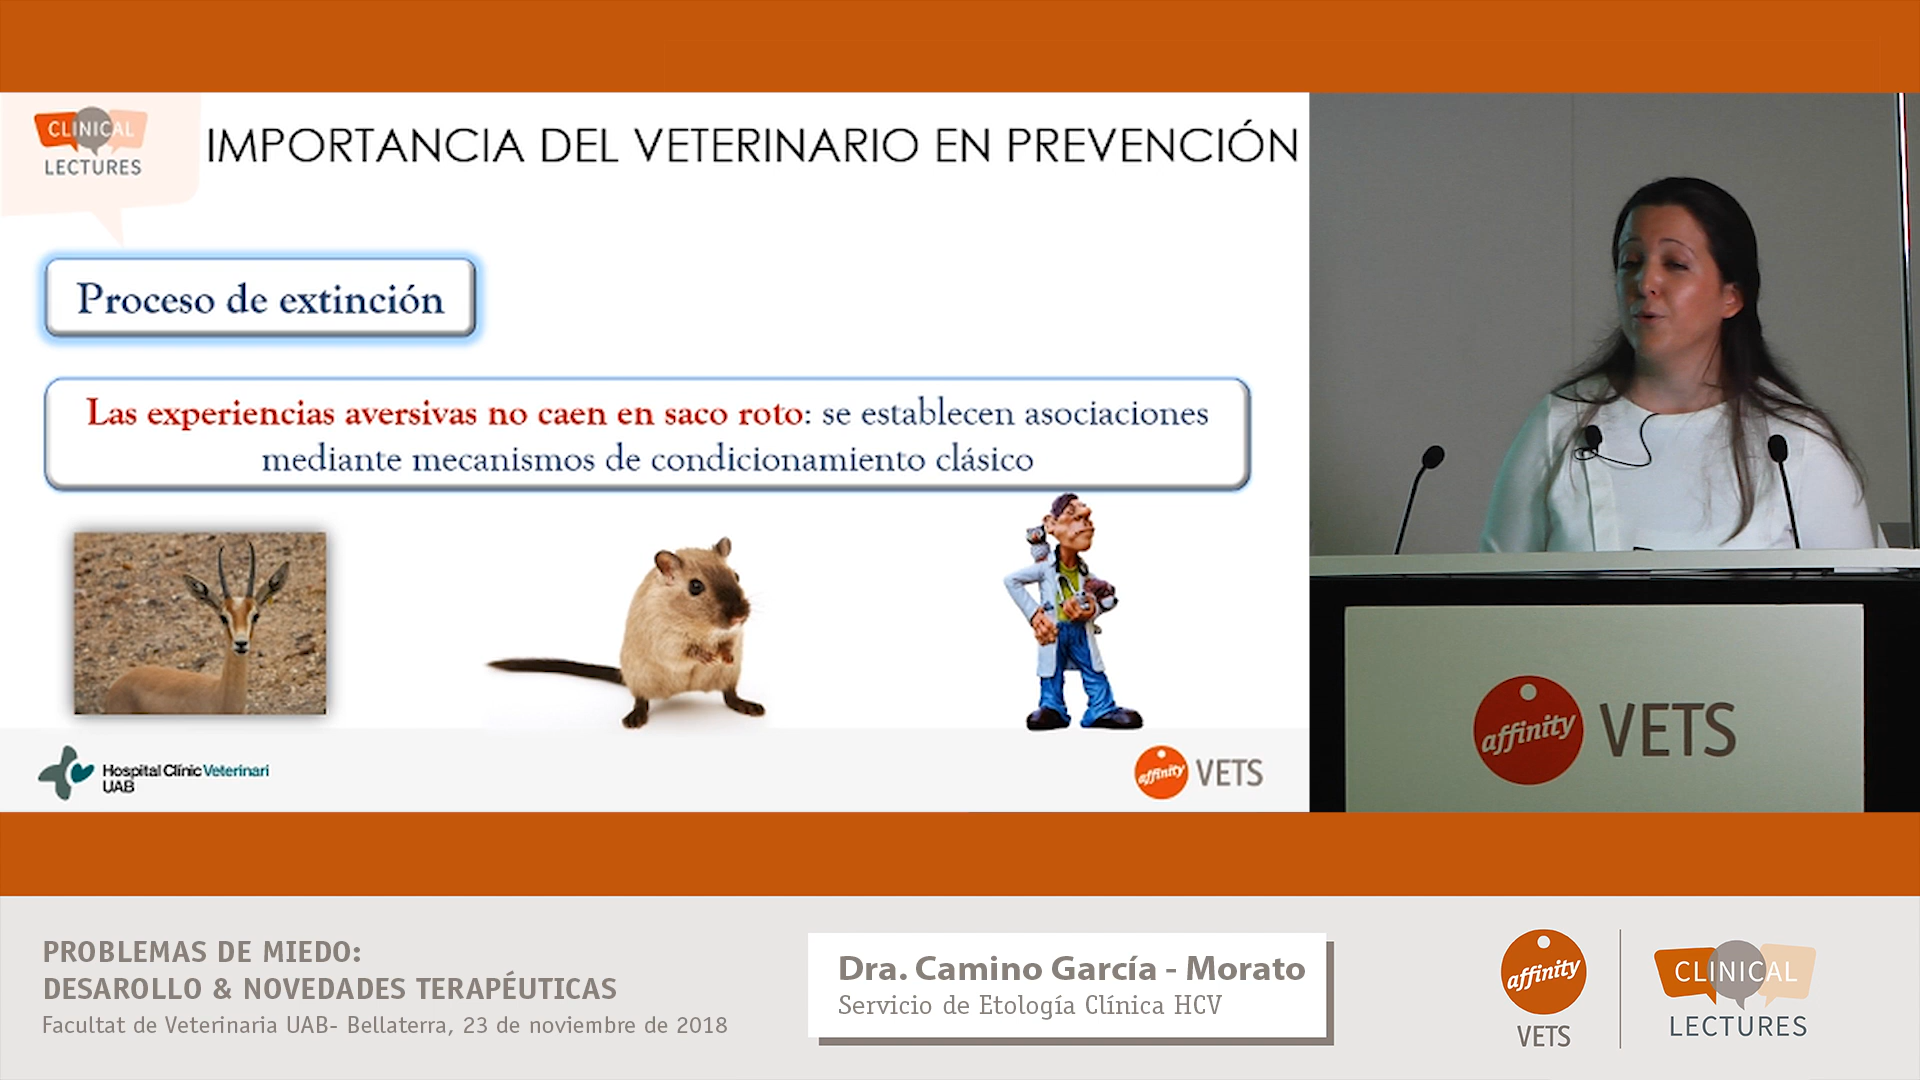 CLINICAL
LECTURES
IMPORTANCIA DEL VETERINARIO EN PREVENCIÓN
Proceso de extinción
Las experiencias aversivas no caen en saco roto: se establecen asociaciones
mediante mecanismos de condicionamiento clásico
Hospital Clínic Veterinari
UAB
affinity VETS
affinity VETS
PROBLEMAS DE MIEDO:
DESAROLLO & NOVEDADES TERAPÉUTICAS
Facultat de Veterinaria UAB- Bellaterra, 23 de noviembre de 2018
Dra. Camino García - Morato
Servicio de Etología Clínica HCV
affinity
VETS
CLINICAL
LECTURES